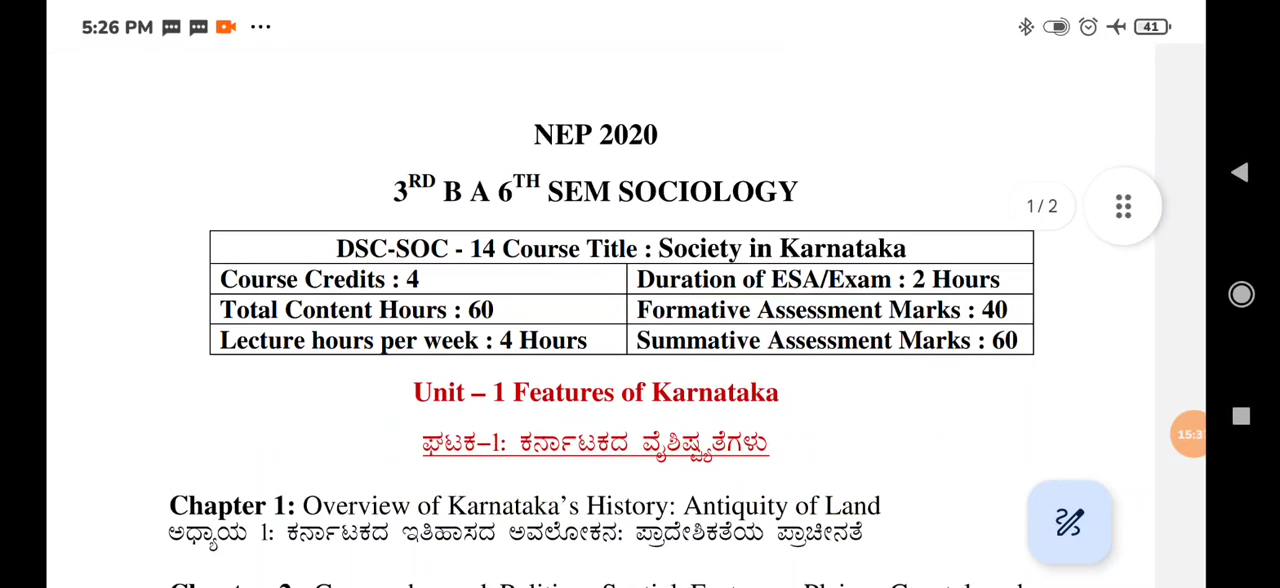 5:26 PM
41
NEP 2020
3RD B A 6TH SEM SOCIOLOGY
1 / 2
DSC-SOC - 14 Course Title : Society in Karnataka
Course Credits : 4 Duration of ESA/Exam : 2 Hours
Total Content Hours : 60 Formative Assessment Marks : 40
Lecture hours per week : 4 Hours Summative Assessment Marks : 60
Unit – 1 Features of Karnataka
ಘಟಕ–1: ಕರ್ನಾಟಕದ ವೈಶಿಷ್ಟ್ಯತೆಗಳು
15:3
Chapter 1: Overview of Karnataka's History: Antiquity of Land
ಅಧ್ಯಾಯ 1: ಕರ್ನಾಟಕದ ಇತಿಹಾಸದ ಅವಲೋಕನ: ಪ್ರಾದೇಶಿಕತೆಯ ಪ್ರಾಚೀನತೆ